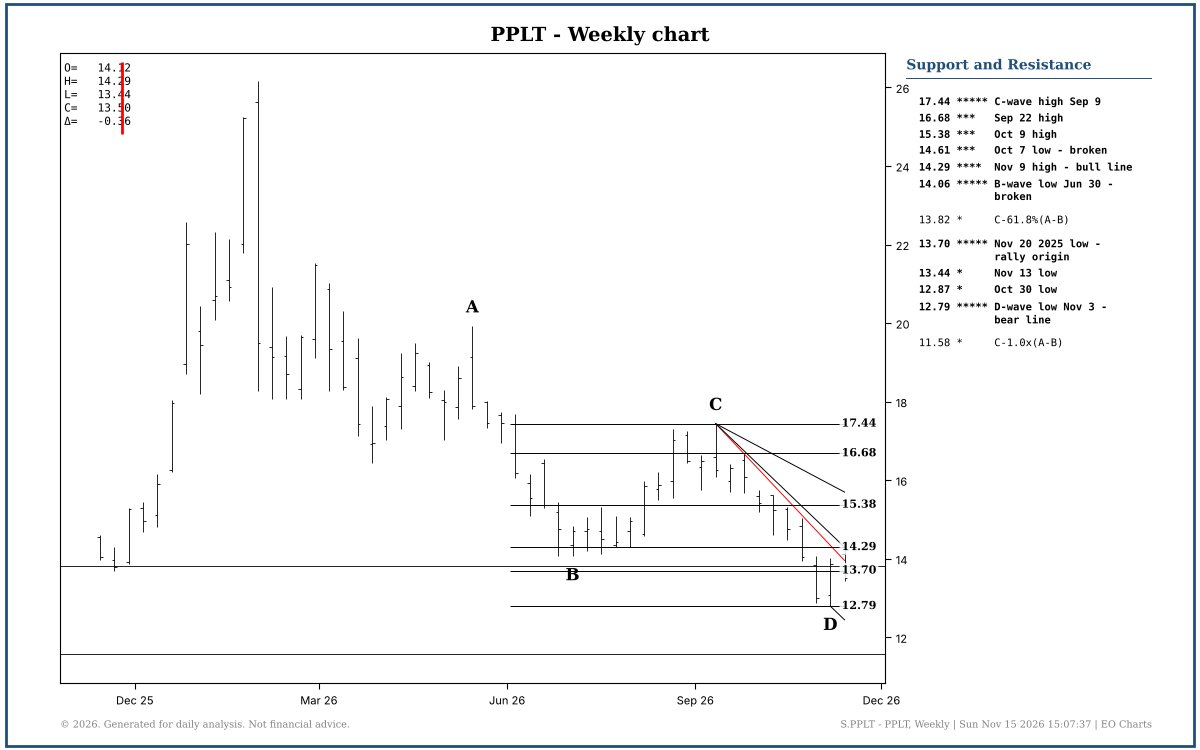 PPLT - Weekly chart
O= 14.12
H= 14.29
L= 13.44
C= 13.50
Δ= -0.36
Support and Resistance
17.44 ***** C-wave high Sep 9
16.68 *** Sep 22 high
15.38 *** Oct 9 high
14.61 *** Oct 7 low - broken
14.29 **** Nov 9 high - bull line
14.06 ***** B-wave low Jun 30 -
broken
13.82 * C-61.8%(A-B)
13.70 ***** Nov 20 2025 low -
rally origin
13.44 * Nov 13 low
12.87 * Oct 30 low
12.79 ***** D-wave low Nov 3 -
bear line
11.58 * C-1.0x(A-B)
A
B
C
D
17.44
16.68
15.38
14.29
13.70
12.79
26
24
22
20
18
16
14
12
Dec 25
Mar 26
Jun 26
Sep 26
Dec 26
© 2026. Generated for daily analysis. Not financial advice.
S.PPLT - PPLT, Weekly | Sun Nov 15 2026 15:07:37 | EO Charts